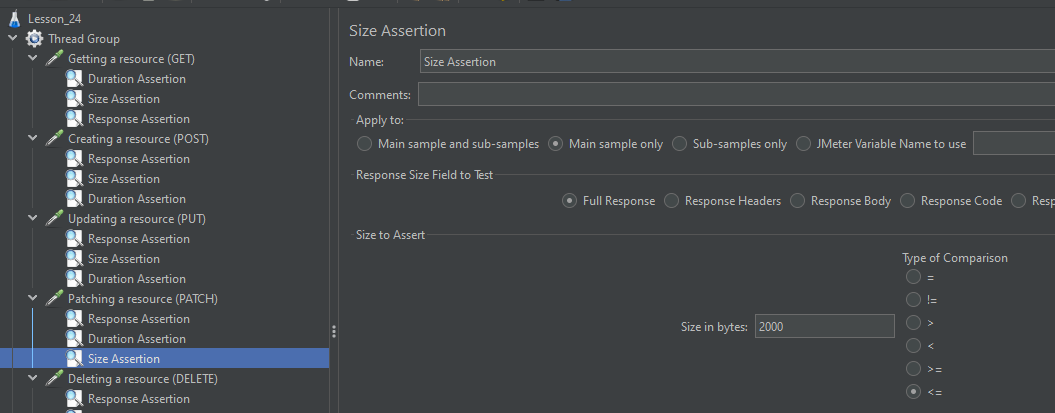 Lesson_24
Thread Group
Getting a resource (GET)
Duration Assertion
Size Assertion
Response Assertion
Creating a resource (POST)
Response Assertion
Size Assertion
Duration Assertion
Updating a resource (PUT)
Response Assertion
Size Assertion
Duration Assertion
Patching a resource (PATCH)
Response Assertion
Duration Assertion
Size Assertion
Deleting a resource (DELETE)
Response Assertion
Size Assertion
Name: Size Assertion
Comments:
Apply to:
Main sample and sub-samples Main sample only Sub-samples only JMeter Variable Name to use
Response Size Field to Test
Full Response Response Headers Response Body Response Code Resp
Size to Assert
Type of Comparison
=
!=
>
Size in bytes: 2000
<
>=
<=